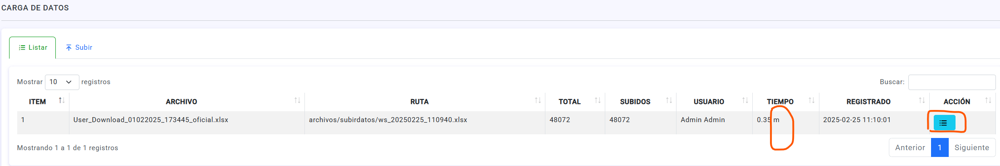 CARGA DE DATOS
Listar Subir
Mostrar 10 registros Buscar:
ITEM ARCHIVO RUTA TOTAL SUBIDOS USUARIO TIEMPO REGISTRADO ACCIÓN
1 User_Download_01022025_173445_oficial.xlsx archivos/subirdatos/ws_20250225_110940.xlsx 48072 48072 Admin Admin 0.35 m 2025-02-25 11:10:01
Mostrando 1 a 1 de 1 registros Anterior 1 Siguiente